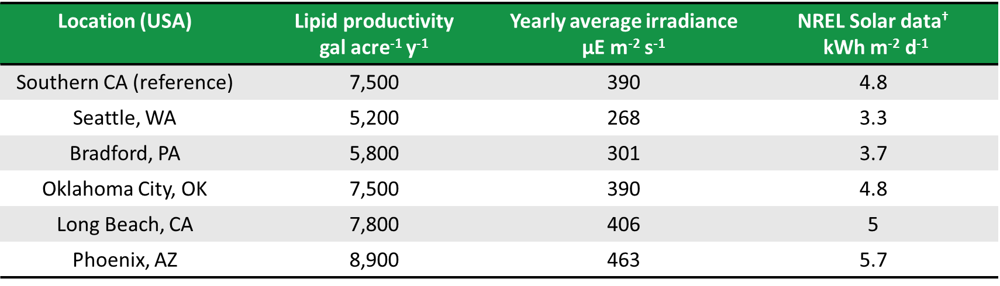 Location (USA) Lipid productivity Yearly average irradiance NREL Solar data†
gal acre⁻¹ y⁻¹ µE m⁻² s⁻¹ kWh m⁻² d⁻¹
Southern CA (reference) 7,500 390 4.8
Seattle, WA 5,200 268 3.3
Bradford, PA 5,800 301 3.7
Oklahoma City, OK 7,500 390 4.8
Long Beach, CA 7,800 406 5
Phoenix, AZ 8,900 463 5.7